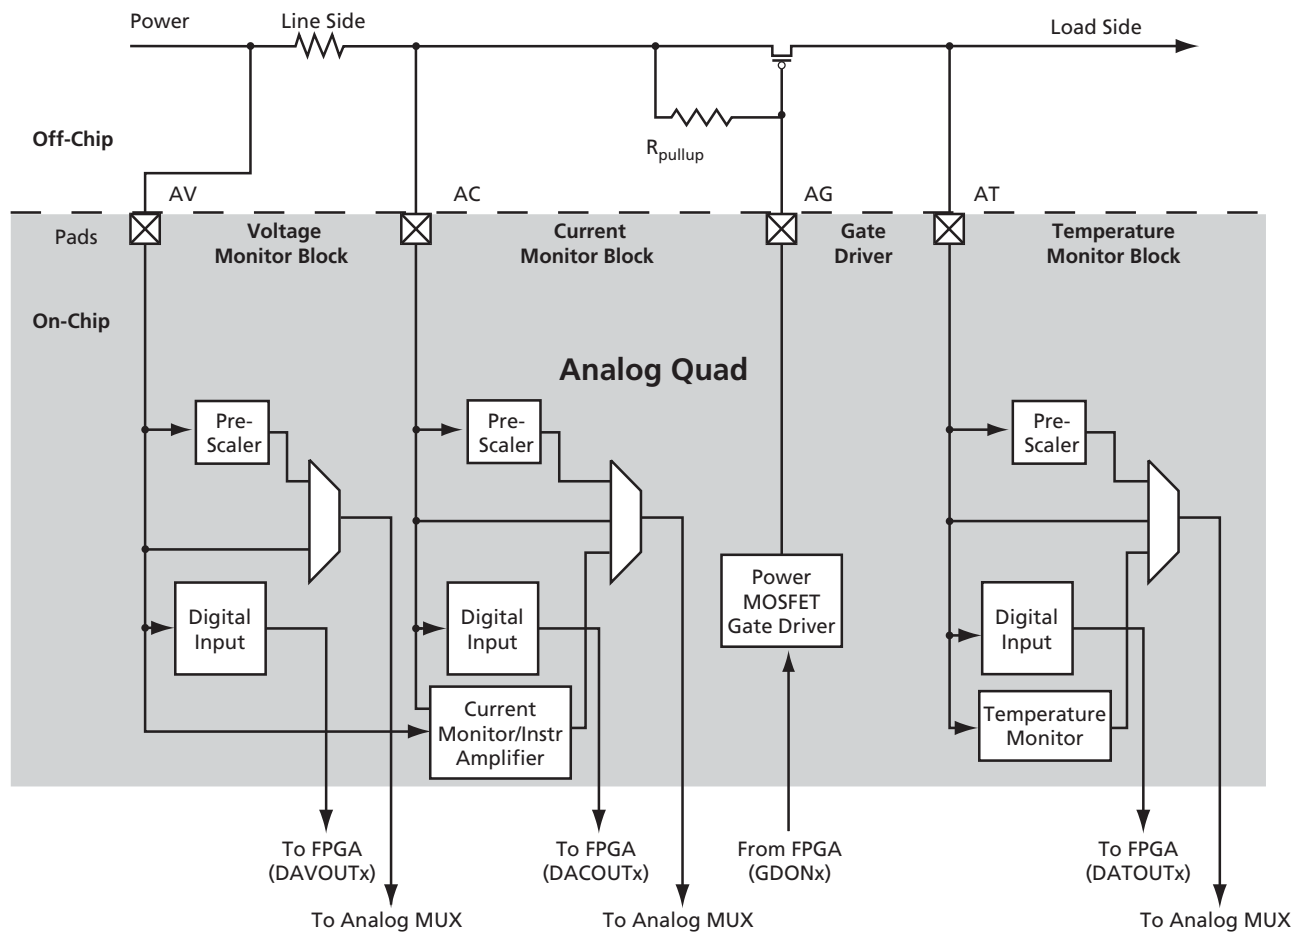 Power
Line Side
Load Side
Off-Chip
Rpullup
AV
AC
AG
AT
Pads
Voltage
Monitor Block
Current
Monitor Block
Gate
Driver
Temperature
Monitor Block
On-Chip
Analog Quad
Pre-
Scaler
Pre-
Scaler
Pre-
Scaler
Digital
Input
Digital
Input
Power
MOSFET
Gate Driver
Digital
Input
Current
Monitor/Instr
Amplifier
Temperature
Monitor
To FPGA
(DAVOUTx)
To FPGA
(DACOUTx)
From FPGA
(GDONx)
To FPGA
(DATOUTx)
To Analog MUX
To Analog MUX
To Analog MUX